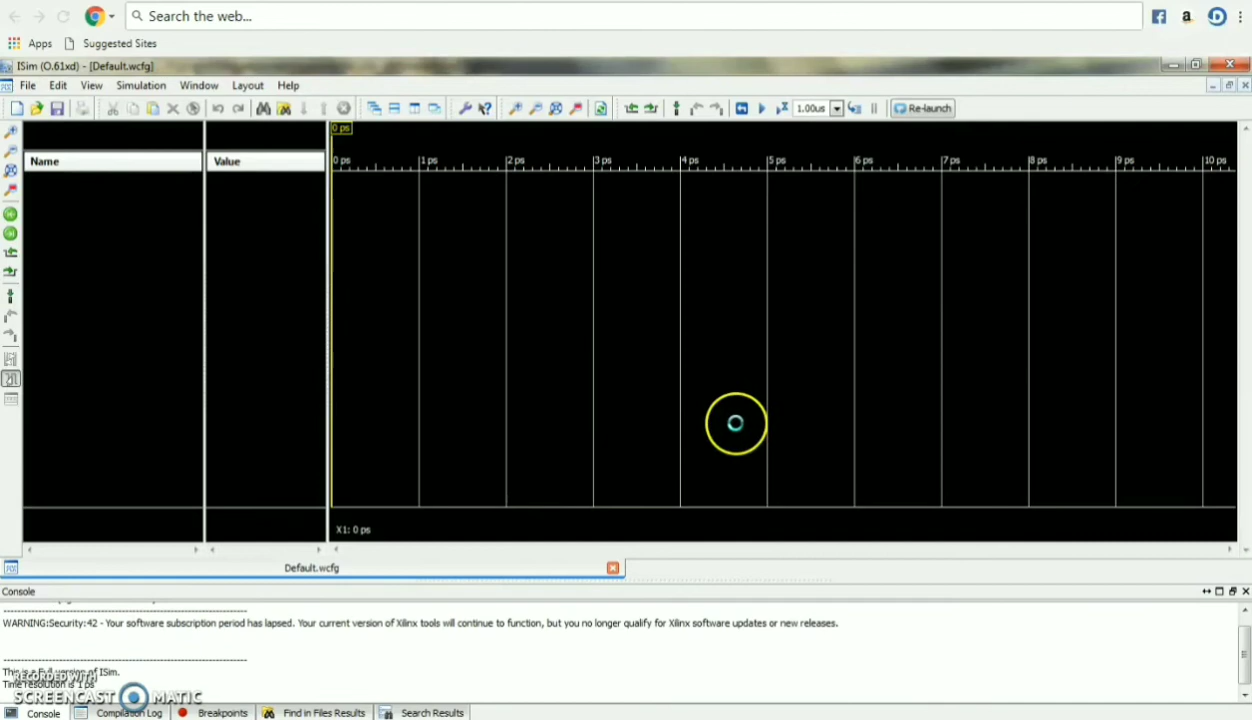 Search the web...
Apps Suggested Sites
ISim (O.61xd) - [Default.wcfg]
File Edit View Simulation Window Layout Help
1.00us Re-launch
0 ps
Name Value 0 ps 1 ps 2 ps 3 ps 4 ps 5 ps 6 ps 7 ps 8 ps 9 ps 10 ps
X1: 0 ps
Default.wcfg
Console
WARNING:Security:42 - Your software subscription period has lapsed. Your current version of Xilinx tools will continue to function, but you no longer qualify for Xilinx software updates or new releases.
This is a Full version of ISim.
Time resolution is 1 ps
RECORDED WITH
SCREENCAST MATIC
Console Compilation Log Breakpoints Find in Files Results Search Results